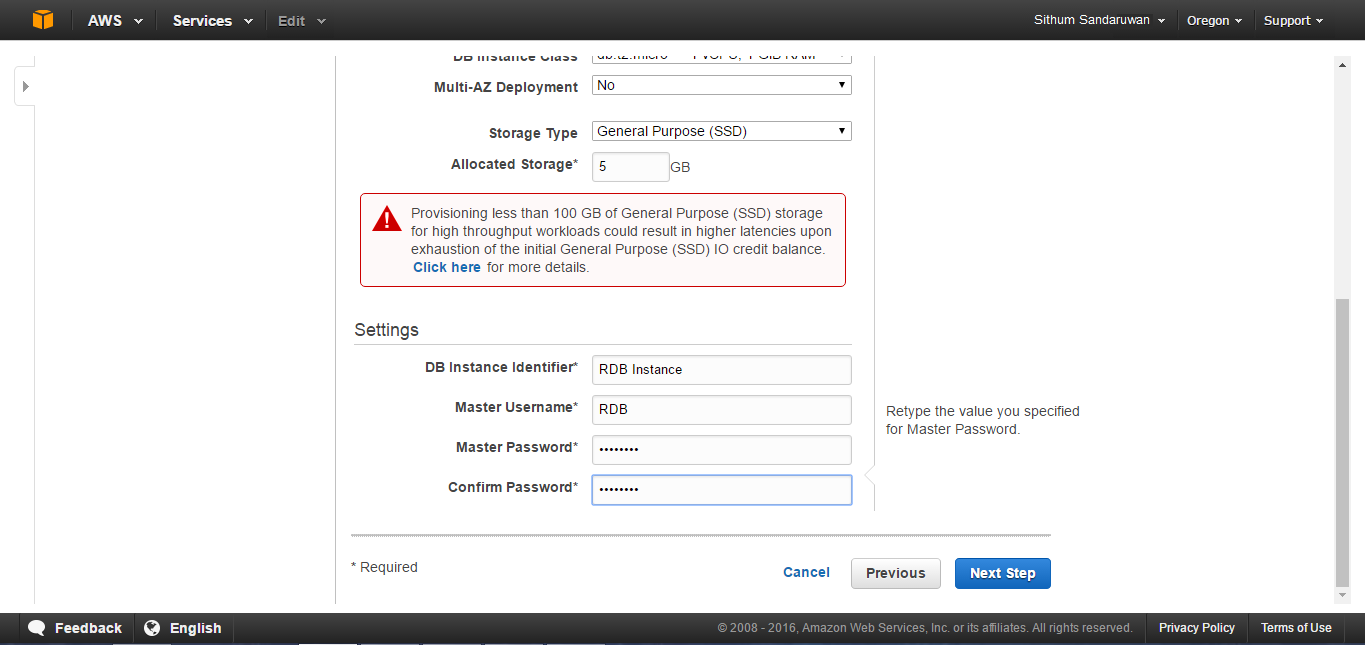 AWS Services Edit Sithum Sandaruwan Oregon Support
DB Instance Class
Multi-AZ Deployment No
Storage Type General Purpose (SSD)
Allocated Storage* 5 GB
Provisioning less than 100 GB of General Purpose (SSD) storage
for high throughput workloads could result in higher latencies upon
exhaustion of the initial General Purpose (SSD) IO credit balance.
Click here for more details.
Settings
DB Instance Identifier* RDB Instance
Master Username* RDB
Master Password* ••••••••
Confirm Password* ••••••••
Retype the value you specified
for Master Password.
* Required Cancel Previous Next Step
Feedback English © 2008 - 2016, Amazon Web Services, Inc. or its affiliates. All rights reserved. Privacy Policy Terms of Use